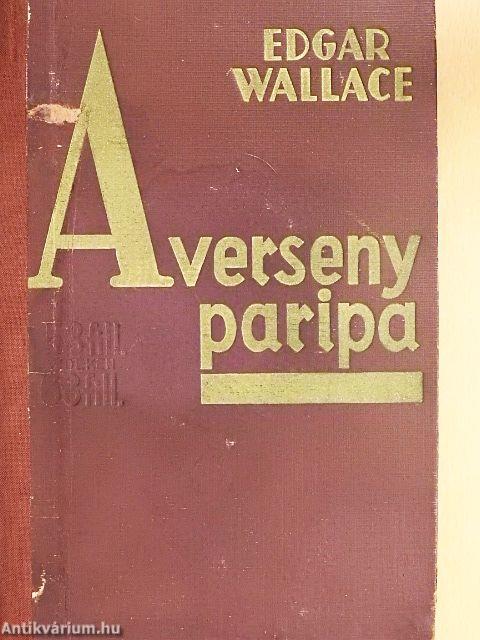 EDGAR
WALLACE
A verseny
paripa
Antikvárium.hu